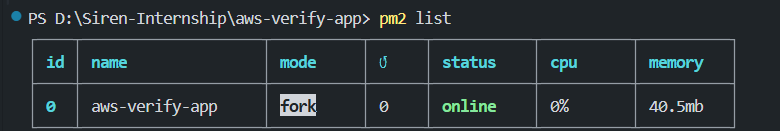 PS D:\Siren-Internship\aws-verify-app> pm2 list
id name mode ↺ status cpu memory
0 aws-verify-app fork 0 online 0% 40.5mb